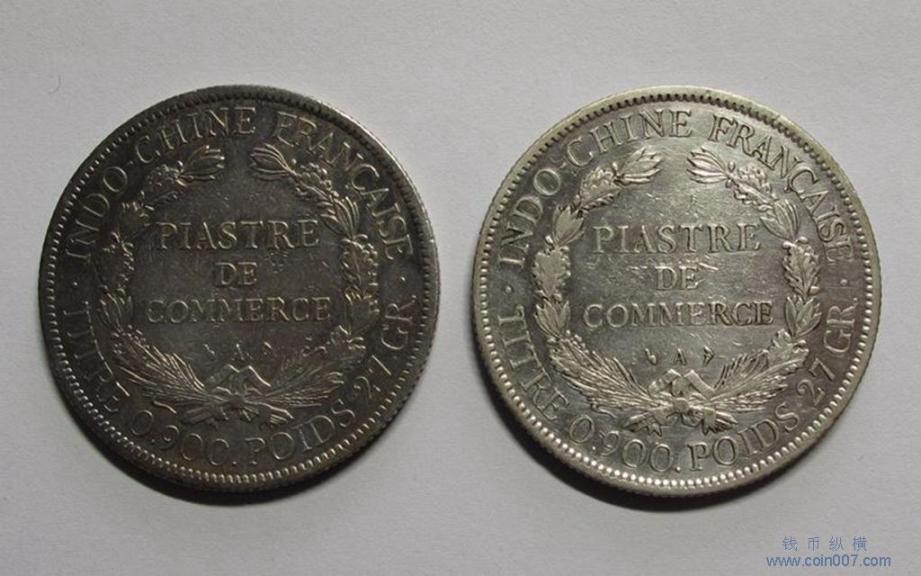 INDO-CHINE FRANÇAISE
PIASTRE
DE
COMMERCE
A
TITRE 0.900. POIDS 27 GR.
INDO-CHINE FRANÇAISE
PIASTRE
DE
COMMERCE
A
TITRE 0.900. POIDS 27 GR.
钱币纵横
www.coin007.com